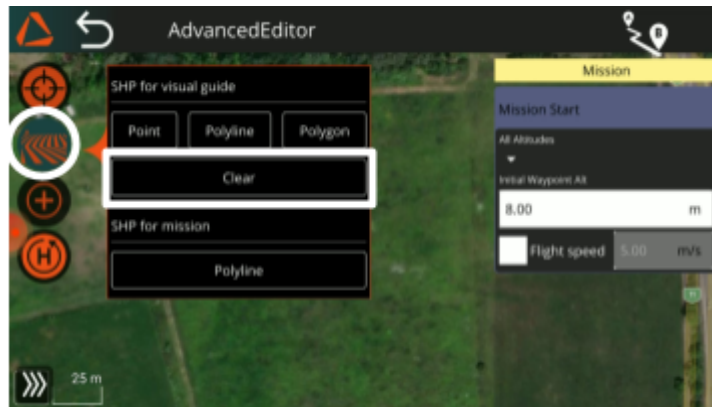 AdvancedEditor
A
B
SHP for visual guide
Point Polyline Polygon
Clear
SHP for mission
Polyline
H
25 m
Mission
Mission Start
All Altitudes
Initial Waypoint Alt
8.00 m
Flight speed 5.00 m/s